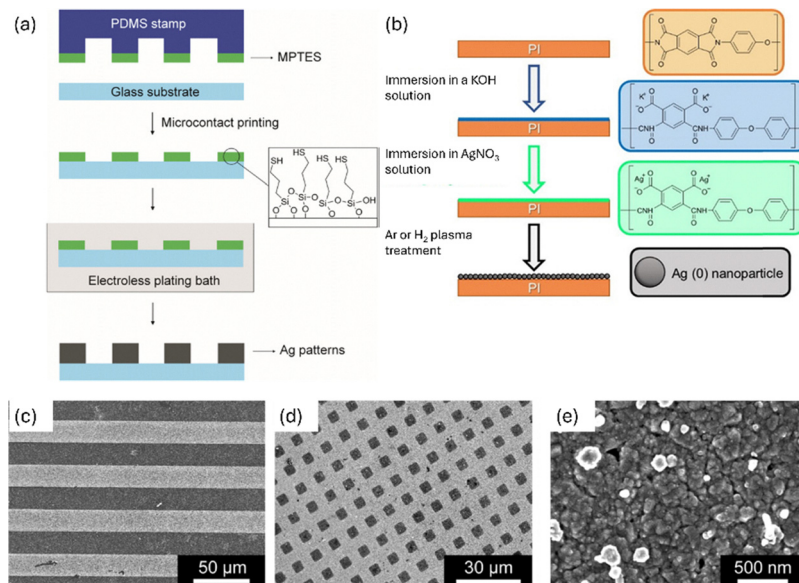 (a)
PDMS stamp
MPTES
Glass substrate
Microcontact printing
SH
HS
HS
HS
Si
O
Si
O
Si
O
Si
OH
O
O
O
O
O
Electroless plating bath
Ag patterns
(b)
PI
Immersion in a KOH
solution
PI
Immersion in AgNO₃
solution
PI
Ar or H₂ plasma
treatment
PI
O
O
N
N
O
O
O
K⁺
K⁺
⁻O
O
O
O⁻
CNH
CNH
O
O
O
Ag⁺
Ag⁺
⁻O
O
O
O⁻
CNH
CNH
O
O
O
Ag (0) nanoparticle
(c)
50 µm
(d)
30 µm
(e)
500 nm